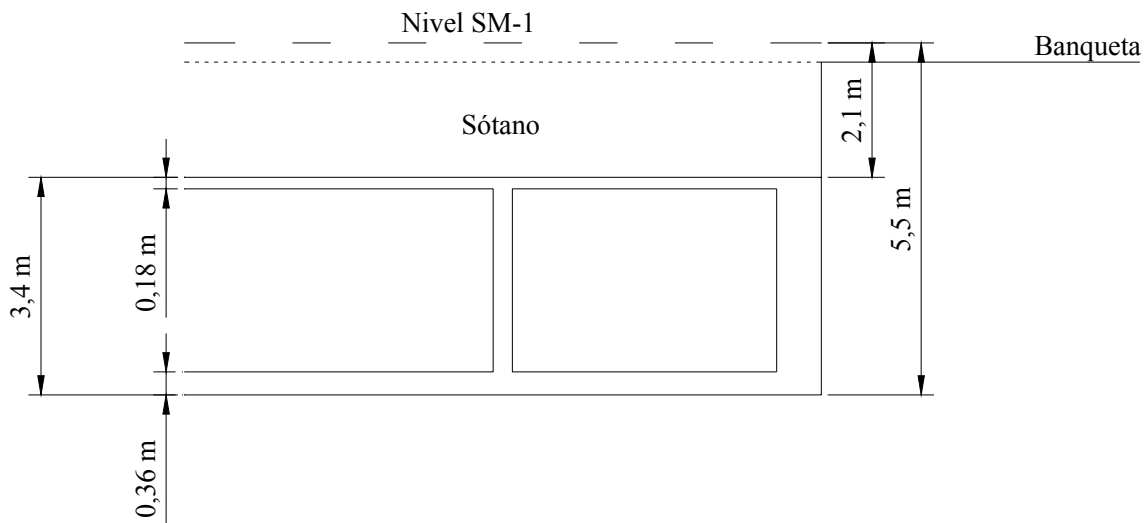 Nivel SM-1
Banqueta
Sótano
2,1 m
5,5 m
3,4 m
0,18 m
0,36 m